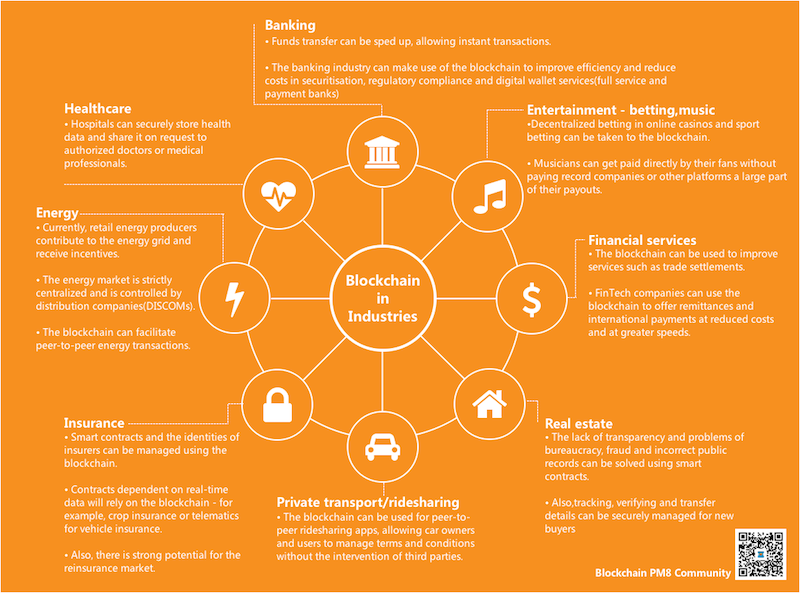 Banking
• Funds transfer can be sped up, allowing instant transactions.
• The banking industry can make use of the blockchain to improve efficiency and reduce
costs in securitisation, regulatory compliance and digital wallet services(full service and
payment banks)
Healthcare
• Hospitals can securely store health
data and share it on request to
authorized doctors or medical
professionals.
Entertainment - betting,music
•Decentralized betting in online casinos and sport
betting can be taken to the blockchain.
• Musicians can get paid directly by their fans without
paying record companies or other platforms a large part
of their payouts.
Energy
• Currently, retail energy producers
contribute to the energy grid and
receive incentives.
• The energy market is strictly
centralized and is controlled by
distribution companies(DISCOMs).
• The blockchain can facilitate
peer-to-peer energy transactions.
Blockchain
in
Industries
Financial services
• The blockchain can be used to improve
services such as trade settlements.
• FinTech companies can use the
blockchain to offer remittances and
international payments at reduced costs
and at greater speeds.
$
Insurance
• Smart contracts and the identities of
insurers can be managed using the
blockchain.
• Contracts dependent on real-time
data will rely on the blockchain - for
example, crop insurance or telematics
for vehicle insurance.
• Also, there is strong potential for the
reinsurance market.
Private transport/ridesharing
• The blockchain can be used for peer-to-
peer ridesharing apps, allowing car owners
and users to manage terms and conditions
without the intervention of third parties.
Real estate
• The lack of transparency and problems of
bureaucracy, fraud and incorrect public
records can be solved using smart
contracts.
• Also,tracking, verifying and transfer
details can be securely managed for new
buyers
Blockchain PM8 Community